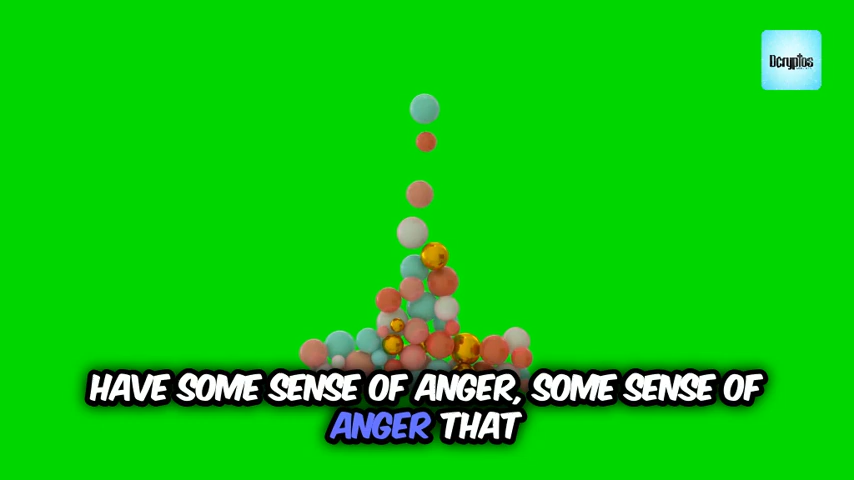 Dcryptos
HAVE SOME SENSE OF ANGER, SOME SENSE OF
ANGER THAT